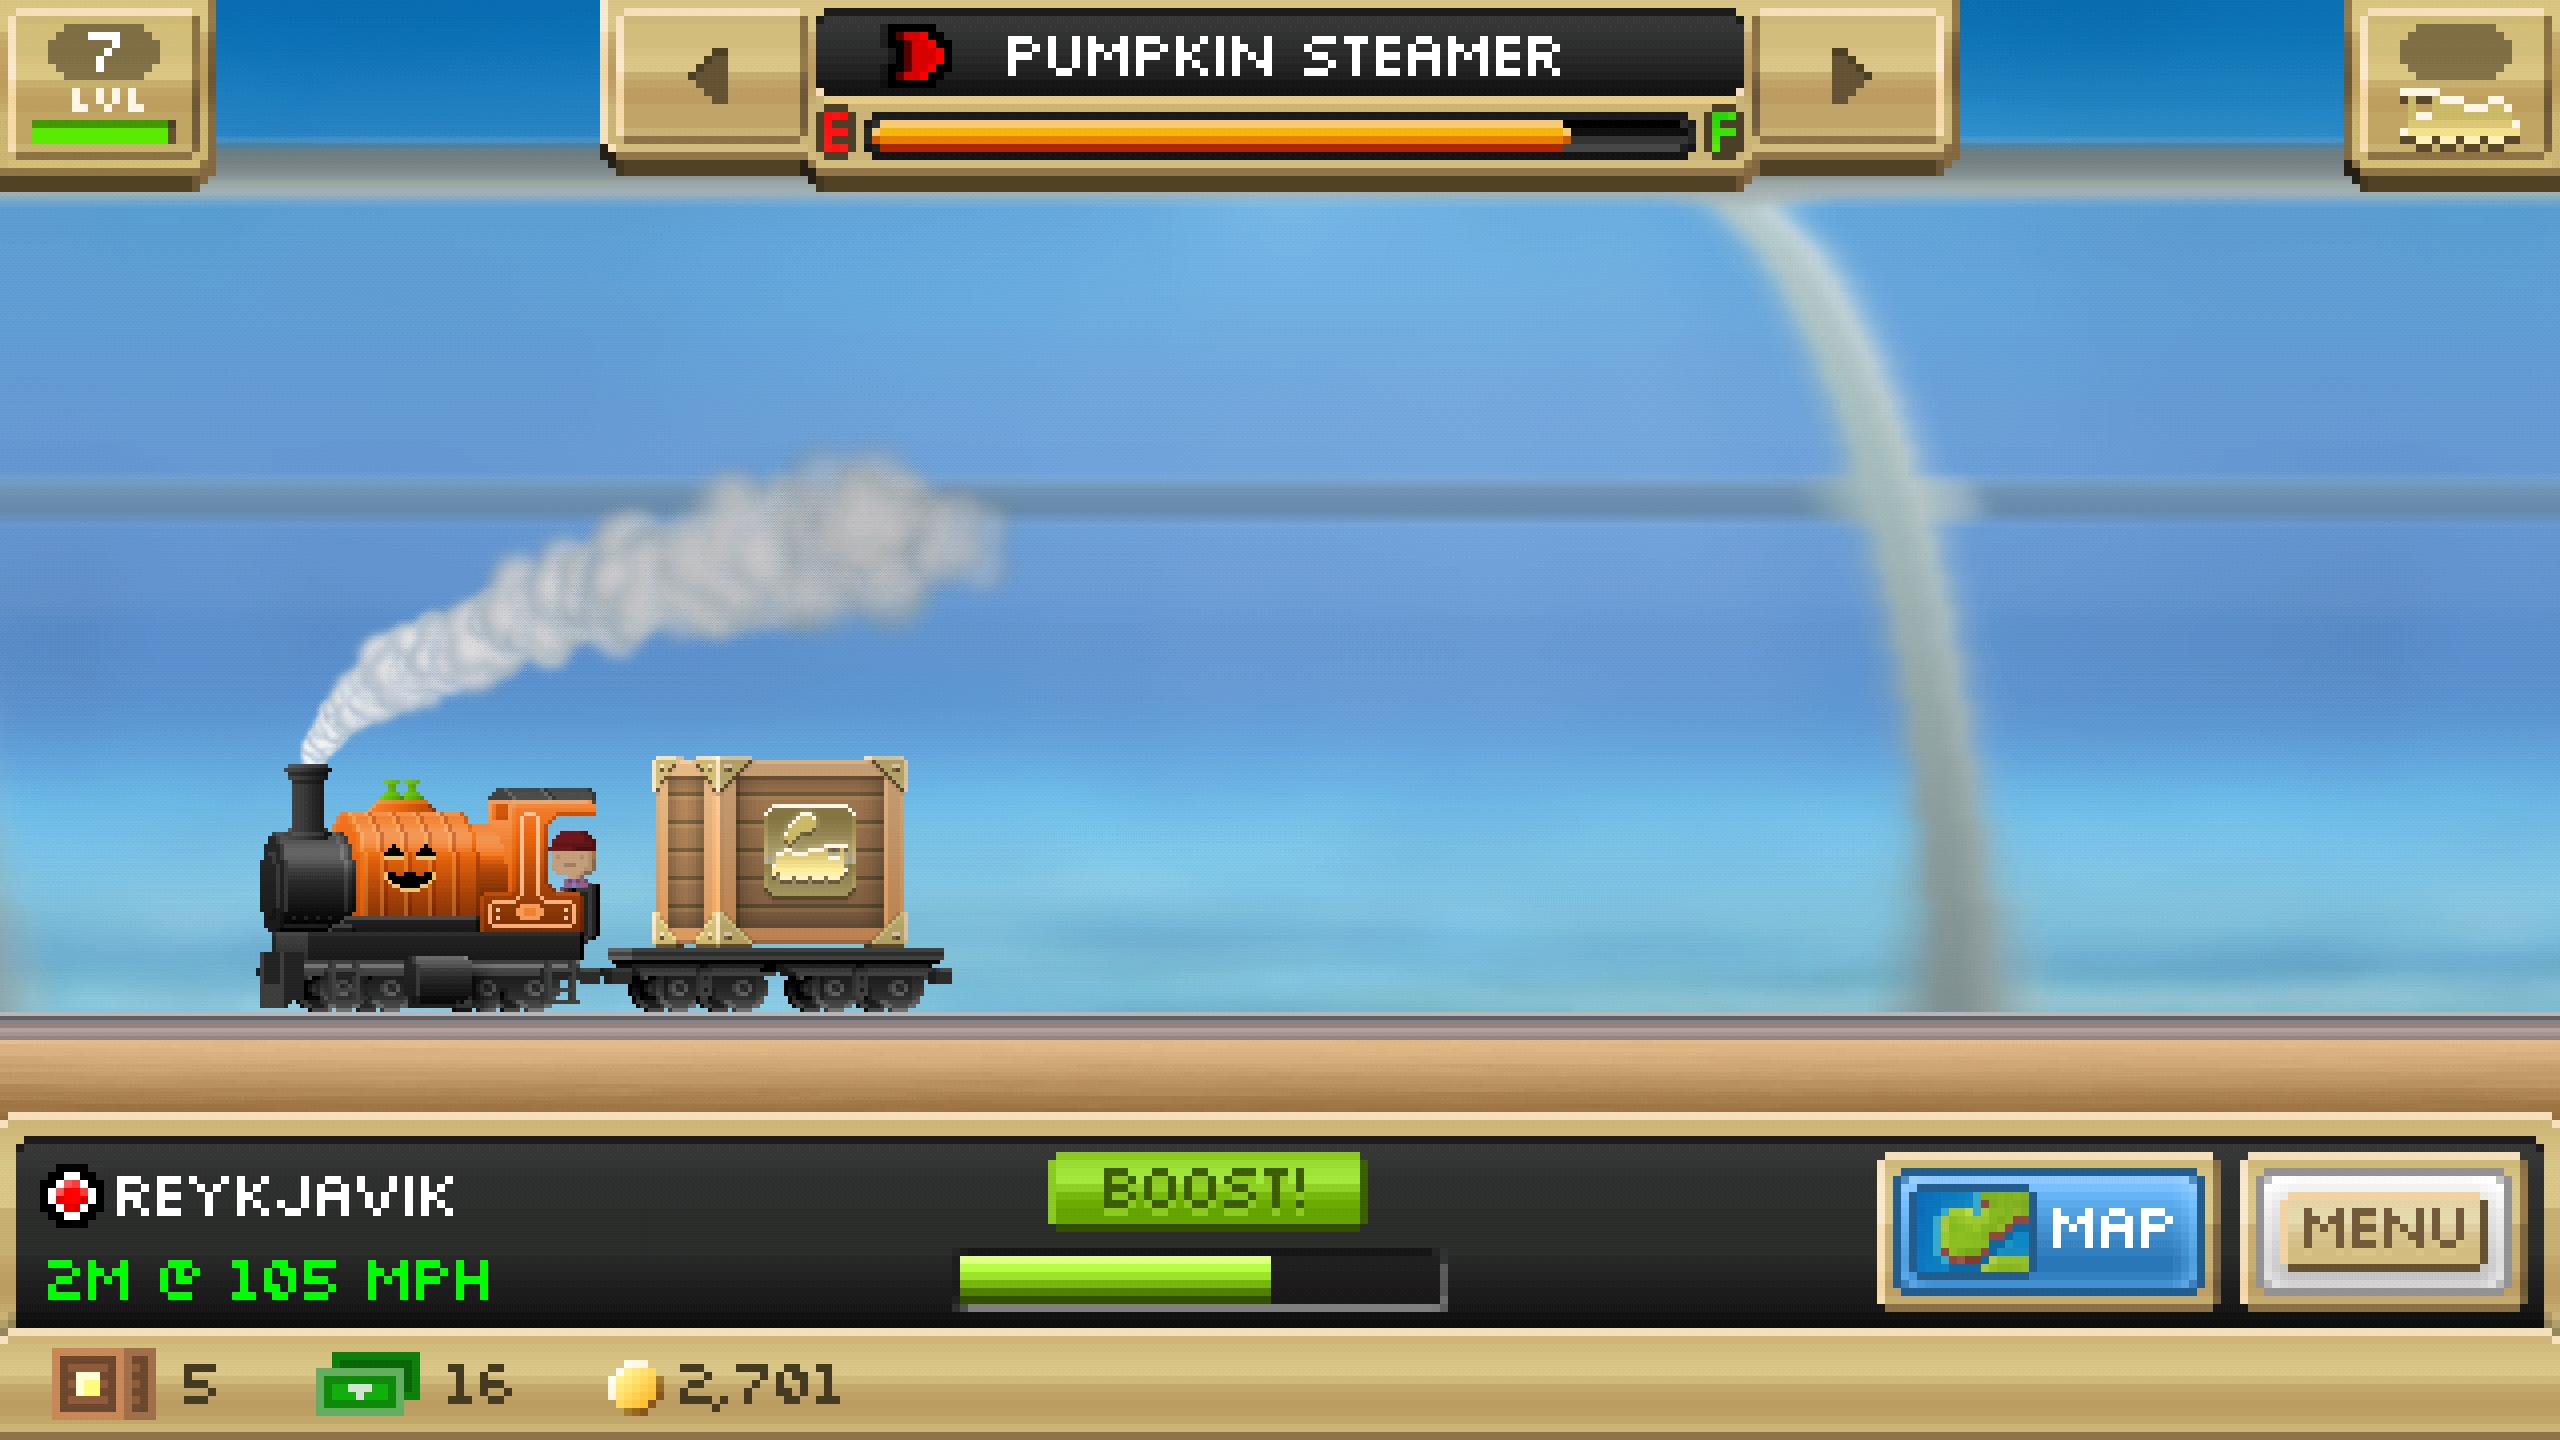 7
LVL
PUMPKIN STEAMER
E F
REYKJAVIK
2M @ 105 MPH
BOOST!
MAP
MENU
5 16 2,701